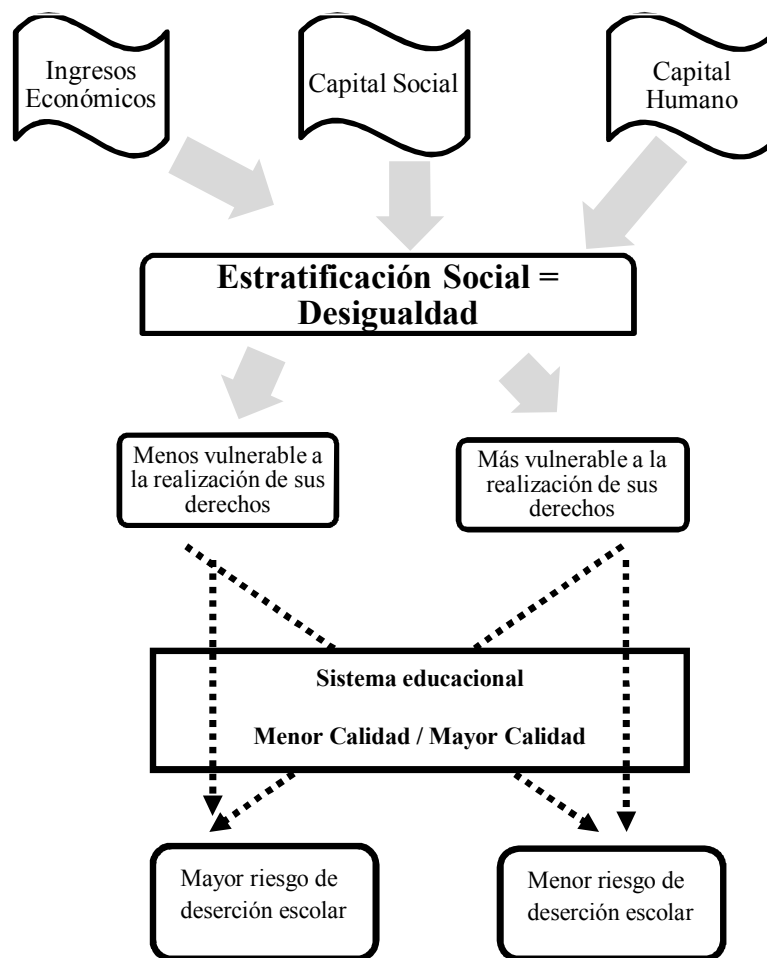 Ingresos
Económicos
Capital Social
Capital
Humano
Estratificación Social =
Desigualdad
Menos vulnerable a
la realización de sus
derechos
Más vulnerable a la
realización de sus
derechos
Sistema educacional
Menor Calidad / Mayor Calidad
Mayor riesgo de
deserción escolar
Menor riesgo de
deserción escolar